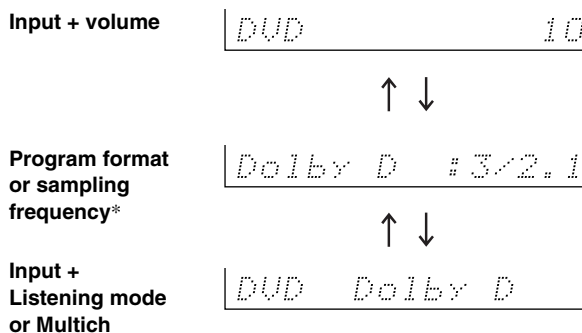 Input + volume
DVD 10
↑ ↓
Program format
or sampling
frequency*
Dolby D :3/2.1
↑ ↓
Input +
Listening mode
or Multich
DVD Dolby D